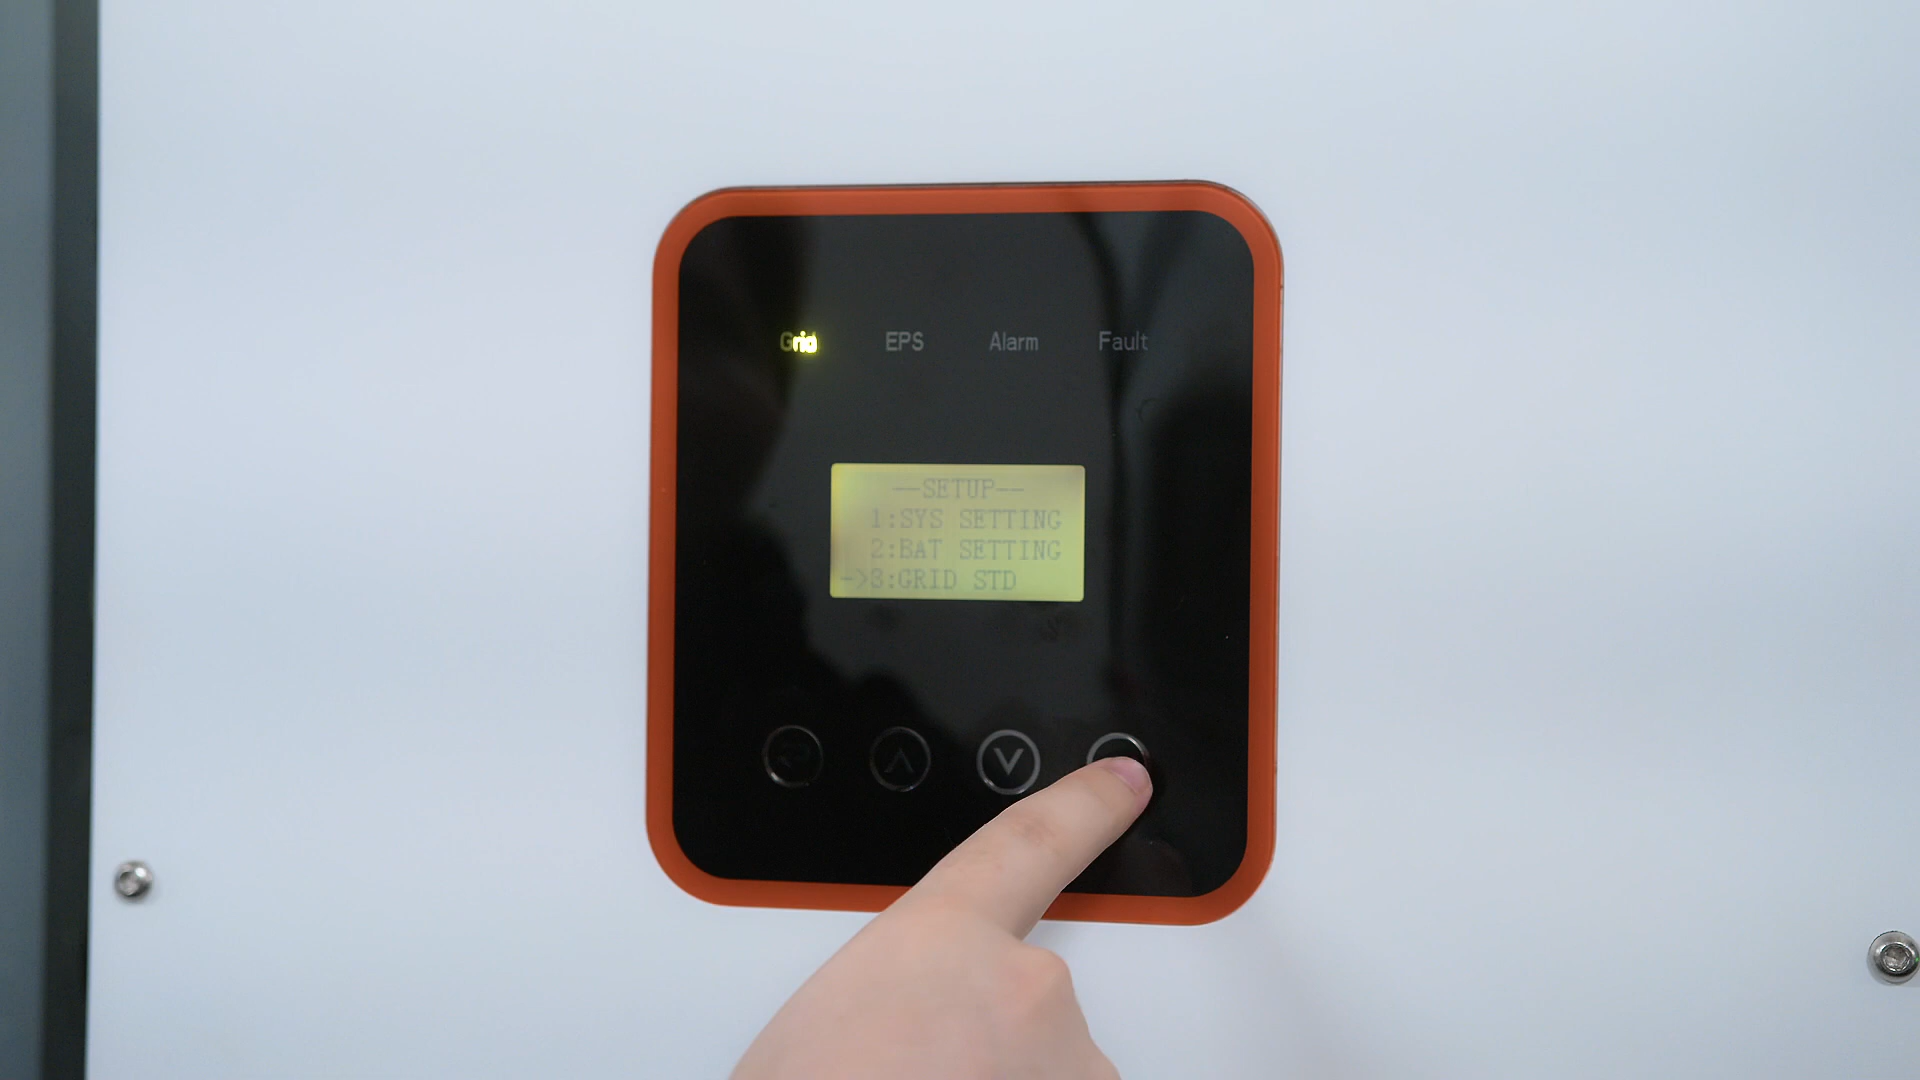 Grid EPS Alarm Fault
--SETUP--
1:SYS SETTING
2:BAT SETTING
->3:GRID STD